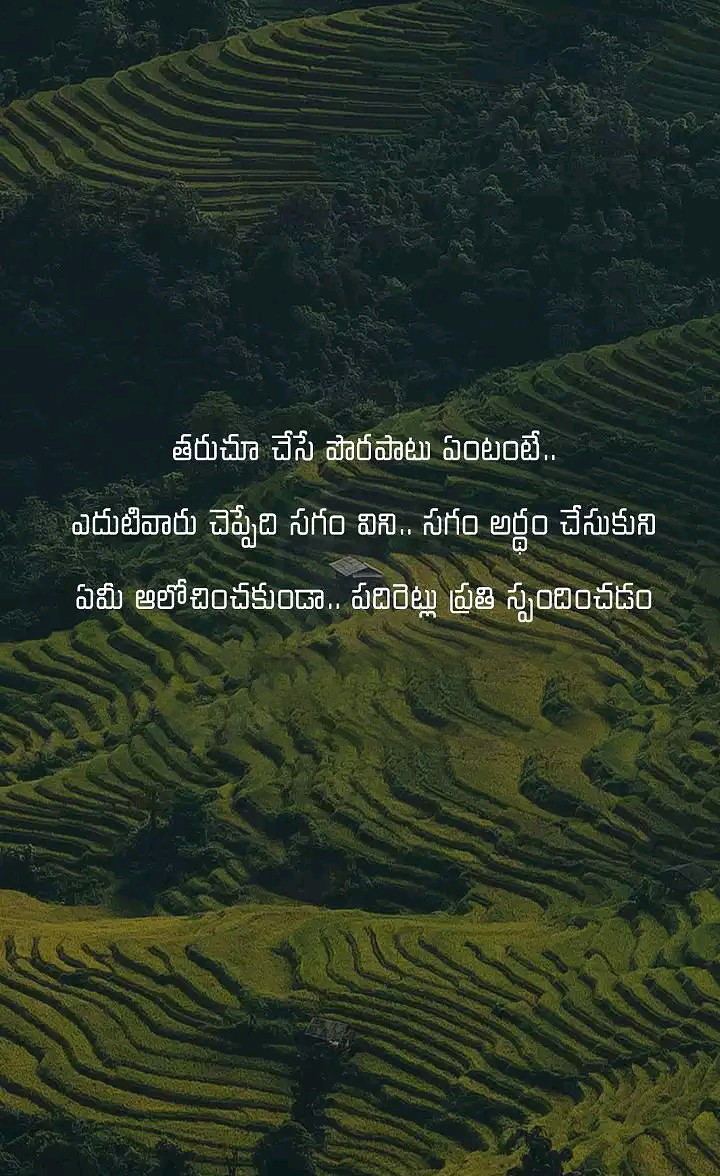 తరుచూ చేసే పొరపాటు ఏంటంటే..
ఎదుటివారు చెప్పేది సగం విని.. సగం అర్థం చేసుకుని
ఏమీ ఆలోచించకుండా.. పదిరెట్లు ప్రతి స్పందించడం